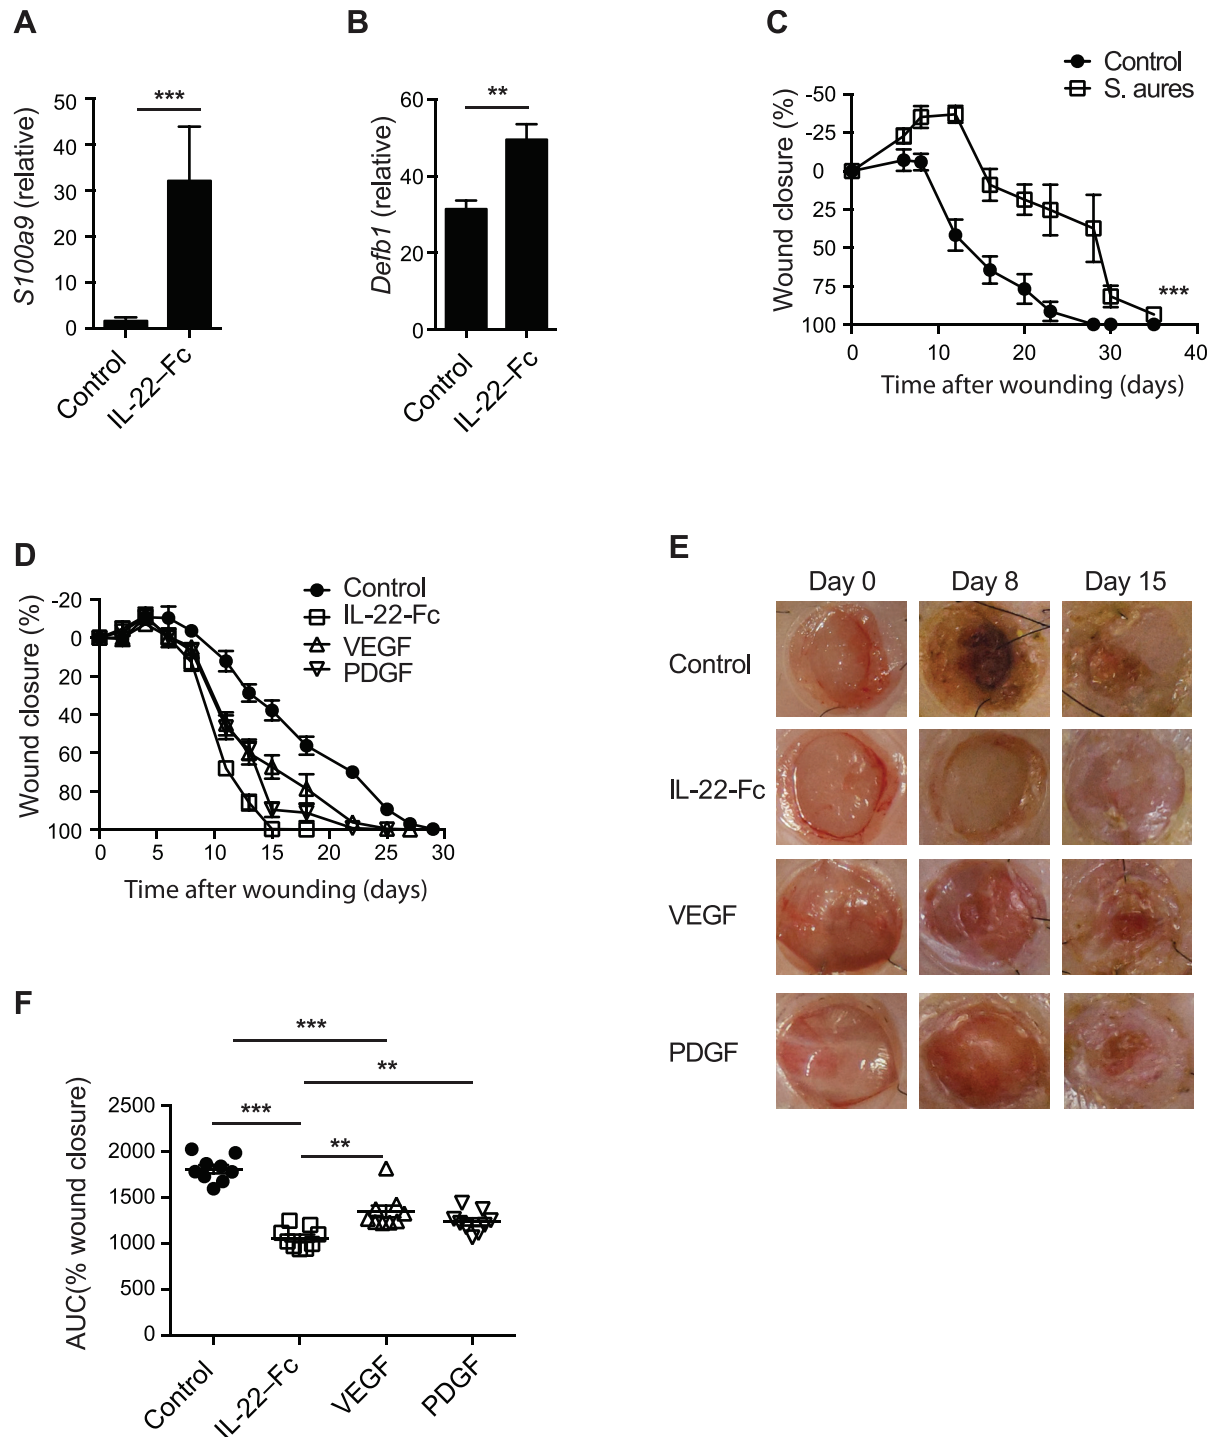 A
S100a9 (relative)
50
40
30
20
10
0
***
Control
IL-22–Fc
B
Defb1 (relative)
60
40
20
0
**
Control
IL-22–Fc
C
Control
S. aures
Wound closure (%)
-50
-25
0
25
50
75
100
***
0 10 20 30 40
Time after wounding (days)
D
Control
IL-22-Fc
VEGF
PDGF
Wound closure (%)
-20
0
20
40
60
80
100
0 5 10 15 20 25 30
Time after wounding (days)
E
Day 0 Day 8 Day 15
Control
IL-22-Fc
VEGF
PDGF
F
***
**
***
**
AUC(% wound closure)
2500
2000
1500
1000
500
0
Control
IL-22–Fc
VEGF
PDGF